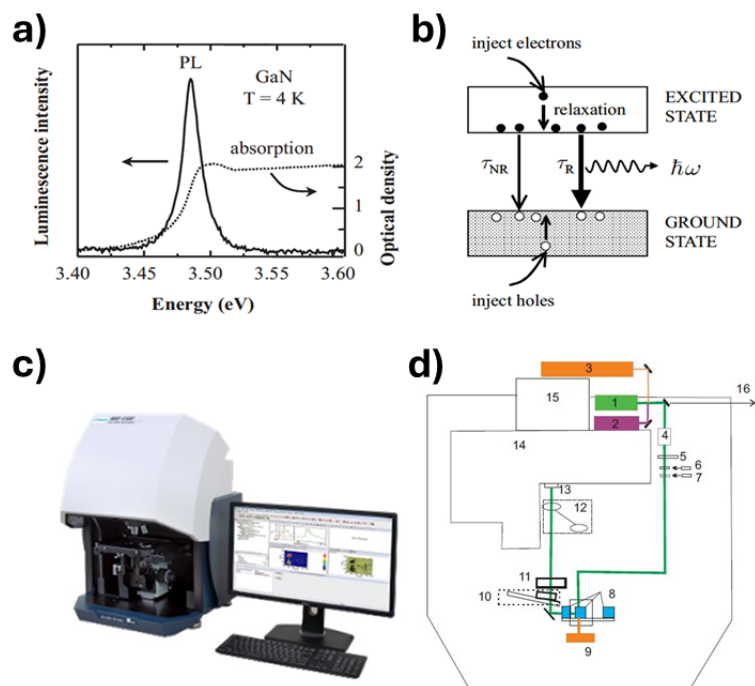 a)
PL
GaN
T = 4 K
absorption
Luminescence intensity
2
1
0
Optical density
3.40 3.45 3.50 3.55 3.60
Energy (eV)
b)
inject electrons
relaxation
EXCITED
STATE
τNR
τR
ℏω
GROUND
STATE
inject holes
c)
d)
3
15
1
16
2
4
14
5
6
7
13
12
11
10
8
9